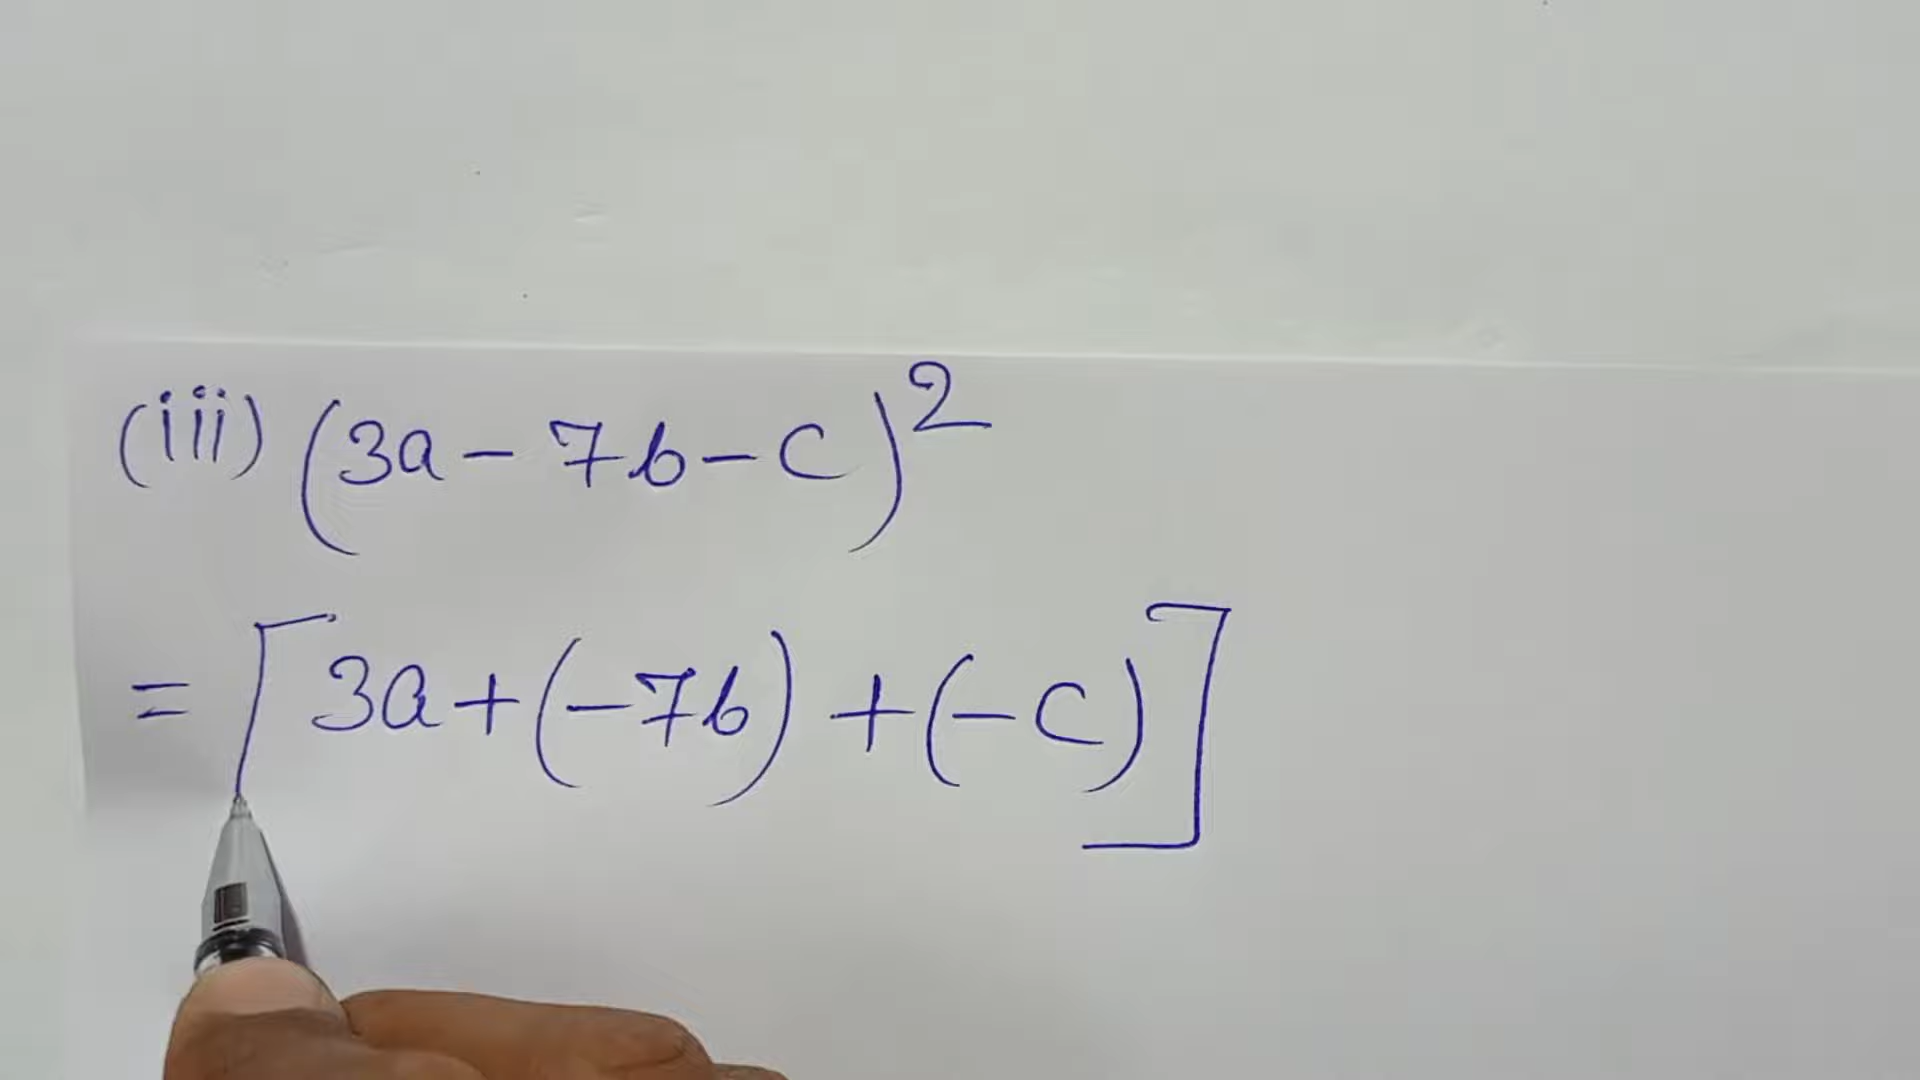 (iii) (3a - 7b - c)²
= [3a + (-7b) + (-c)]